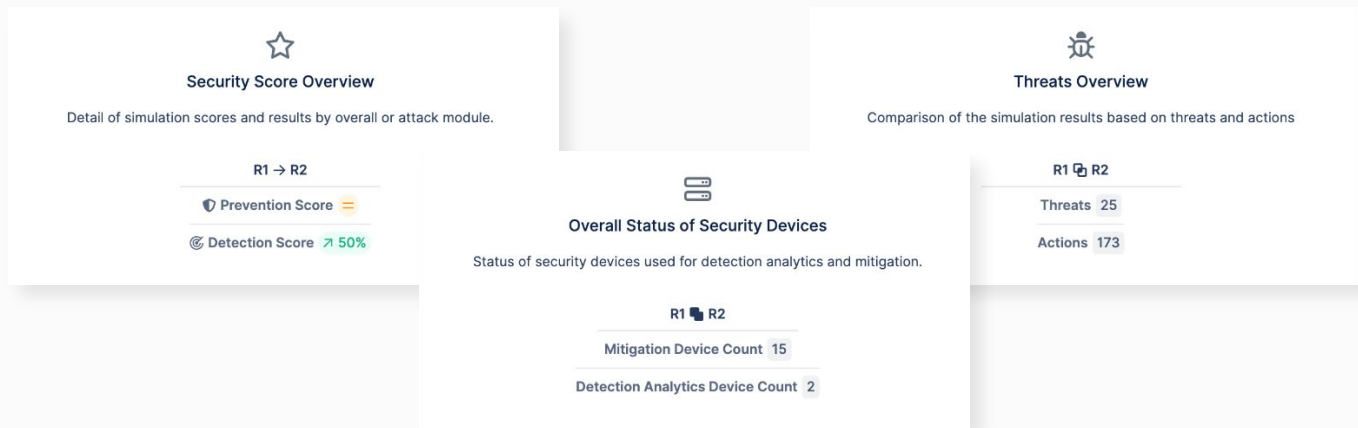 Security Score Overview
Detail of simulation scores and results by overall or attack module.
R1 → R2
Prevention Score =
Detection Score ↗ 50%
Overall Status of Security Devices
Status of security devices used for detection analytics and mitigation.
R1 R2
Mitigation Device Count 15
Detection Analytics Device Count 2
Threats Overview
Comparison of the simulation results based on threats and actions
R1 R2
Threats 25
Actions 173